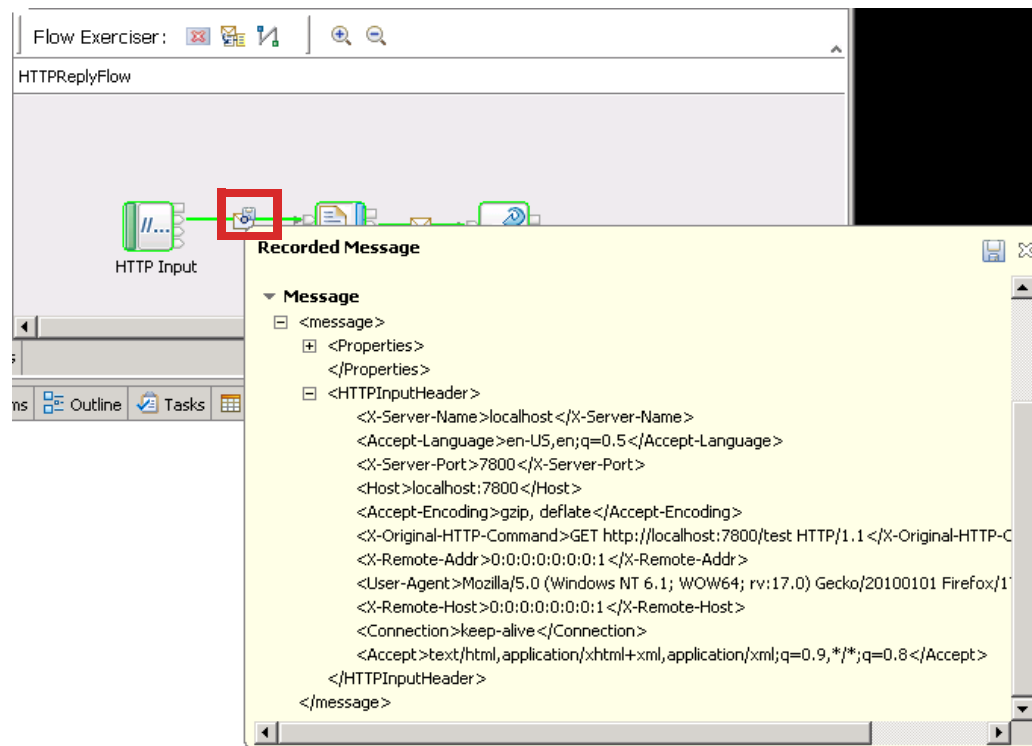 Flow Exerciser:
HTTPReplyFlow
//...
HTTP Input
Recorded Message
Message
<message>
<Properties>
</Properties>
<HTTPInputHeader>
<X-Server-Name>localhost</X-Server-Name>
<Accept-Language>en-US,en;q=0.5</Accept-Language>
<X-Server-Port>7800</X-Server-Port>
<Host>localhost:7800</Host>
<Accept-Encoding>gzip, deflate</Accept-Encoding>
<X-Original-HTTP-Command>GET http://localhost:7800/test HTTP/1.1</X-Original-HTTP-C
<X-Remote-Addr>0:0:0:0:0:0:0:1</X-Remote-Addr>
<User-Agent>Mozilla/5.0 (Windows NT 6.1; WOW64; rv:17.0) Gecko/20100101 Firefox/1
<X-Remote-Host>0:0:0:0:0:0:0:1</X-Remote-Host>
<Connection>keep-alive</Connection>
<Accept>text/html,application/xhtml+xml,application/xml;q=0.9,*/*;q=0.8</Accept>
</HTTPInputHeader>
</message>
s
ms Outline Tasks